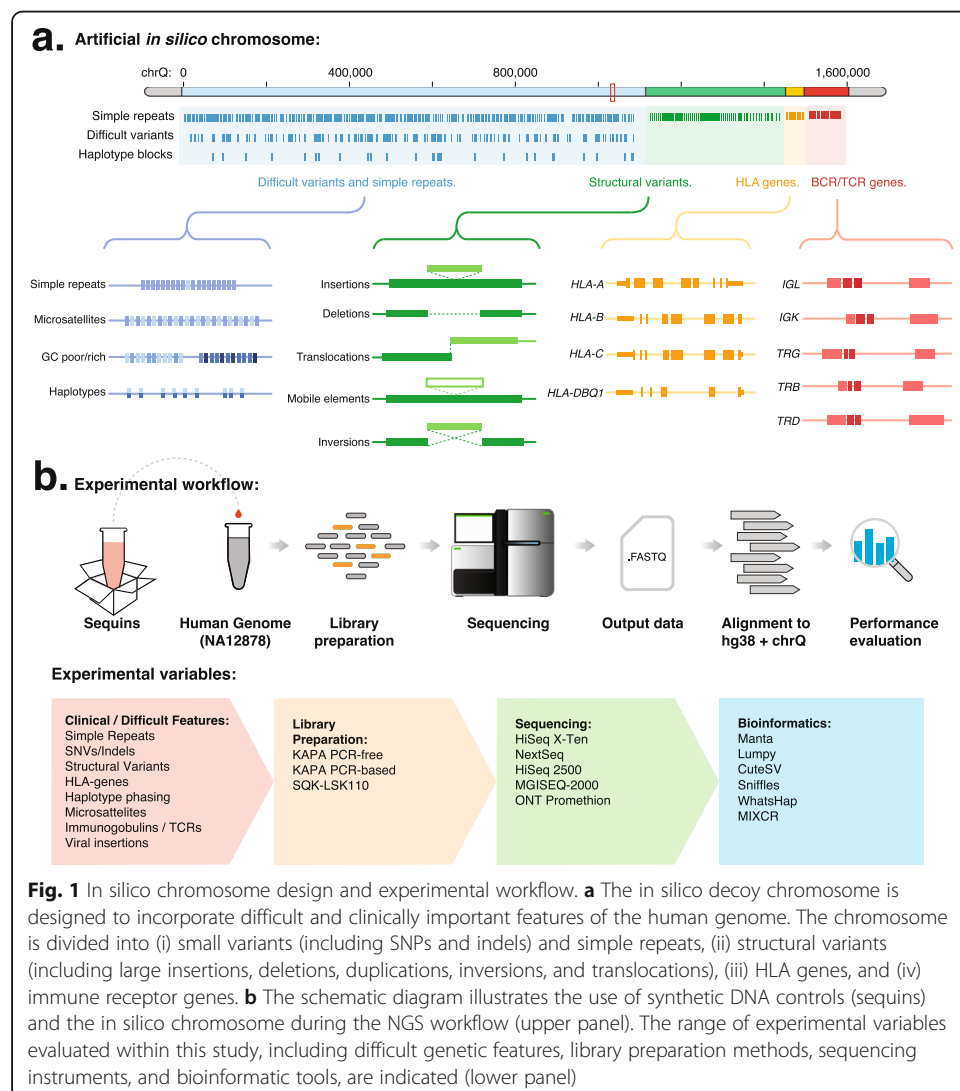 a. Artificial in silico chromosome:
chrQ: 0 400,000 800,000 1,600,000
Simple repeats
Difficult variants
Haplotype blocks
Difficult variants and simple repeats. Structural variants. HLA genes. BCR/TCR genes.
Simple repeats
Microsatellites
GC poor/rich
Haplotypes
Insertions
Deletions
Translocations
Mobile elements
Inversions
HLA-A
HLA-B
HLA-C
HLA-DBQ1
IGL
IGK
TRG
TRB
TRD
b. Experimental workflow:
.FASTQ
Sequins
Human Genome
(NA12878)
Library
preparation
Sequencing
Output data
Alignment to
hg38 + chrQ
Performance
evaluation
Experimental variables:
Clinical / Difficult Features:
Simple Repeats
SNVs/Indels
Structural Variants
HLA-genes
Haplotype phasing
Microsattelites
Immunogobulins / TCRs
Viral insertions
Library
Preparation:
KAPA PCR-free
KAPA PCR-based
SQK-LSK110
Sequencing:
HiSeq X-Ten
NextSeq
HiSeq 2500
MGISEQ-2000
ONT Promethion
Bioinformatics:
Manta
Lumpy
CuteSV
Sniffles
WhatsHap
MIXCR
Fig. 1 In silico chromosome design and experimental workflow. a The in silico decoy chromosome is
designed to incorporate difficult and clinically important features of the human genome. The chromosome
is divided into (i) small variants (including SNPs and indels) and simple repeats, (ii) structural variants
(including large insertions, deletions, duplications, inversions, and translocations), (iii) HLA genes, and (iv)
immune receptor genes. b The schematic diagram illustrates the use of synthetic DNA controls (sequins)
and the in silico chromosome during the NGS workflow (upper panel). The range of experimental variables
evaluated within this study, including difficult genetic features, library preparation methods, sequencing
instruments, and bioinformatic tools, are indicated (lower panel)